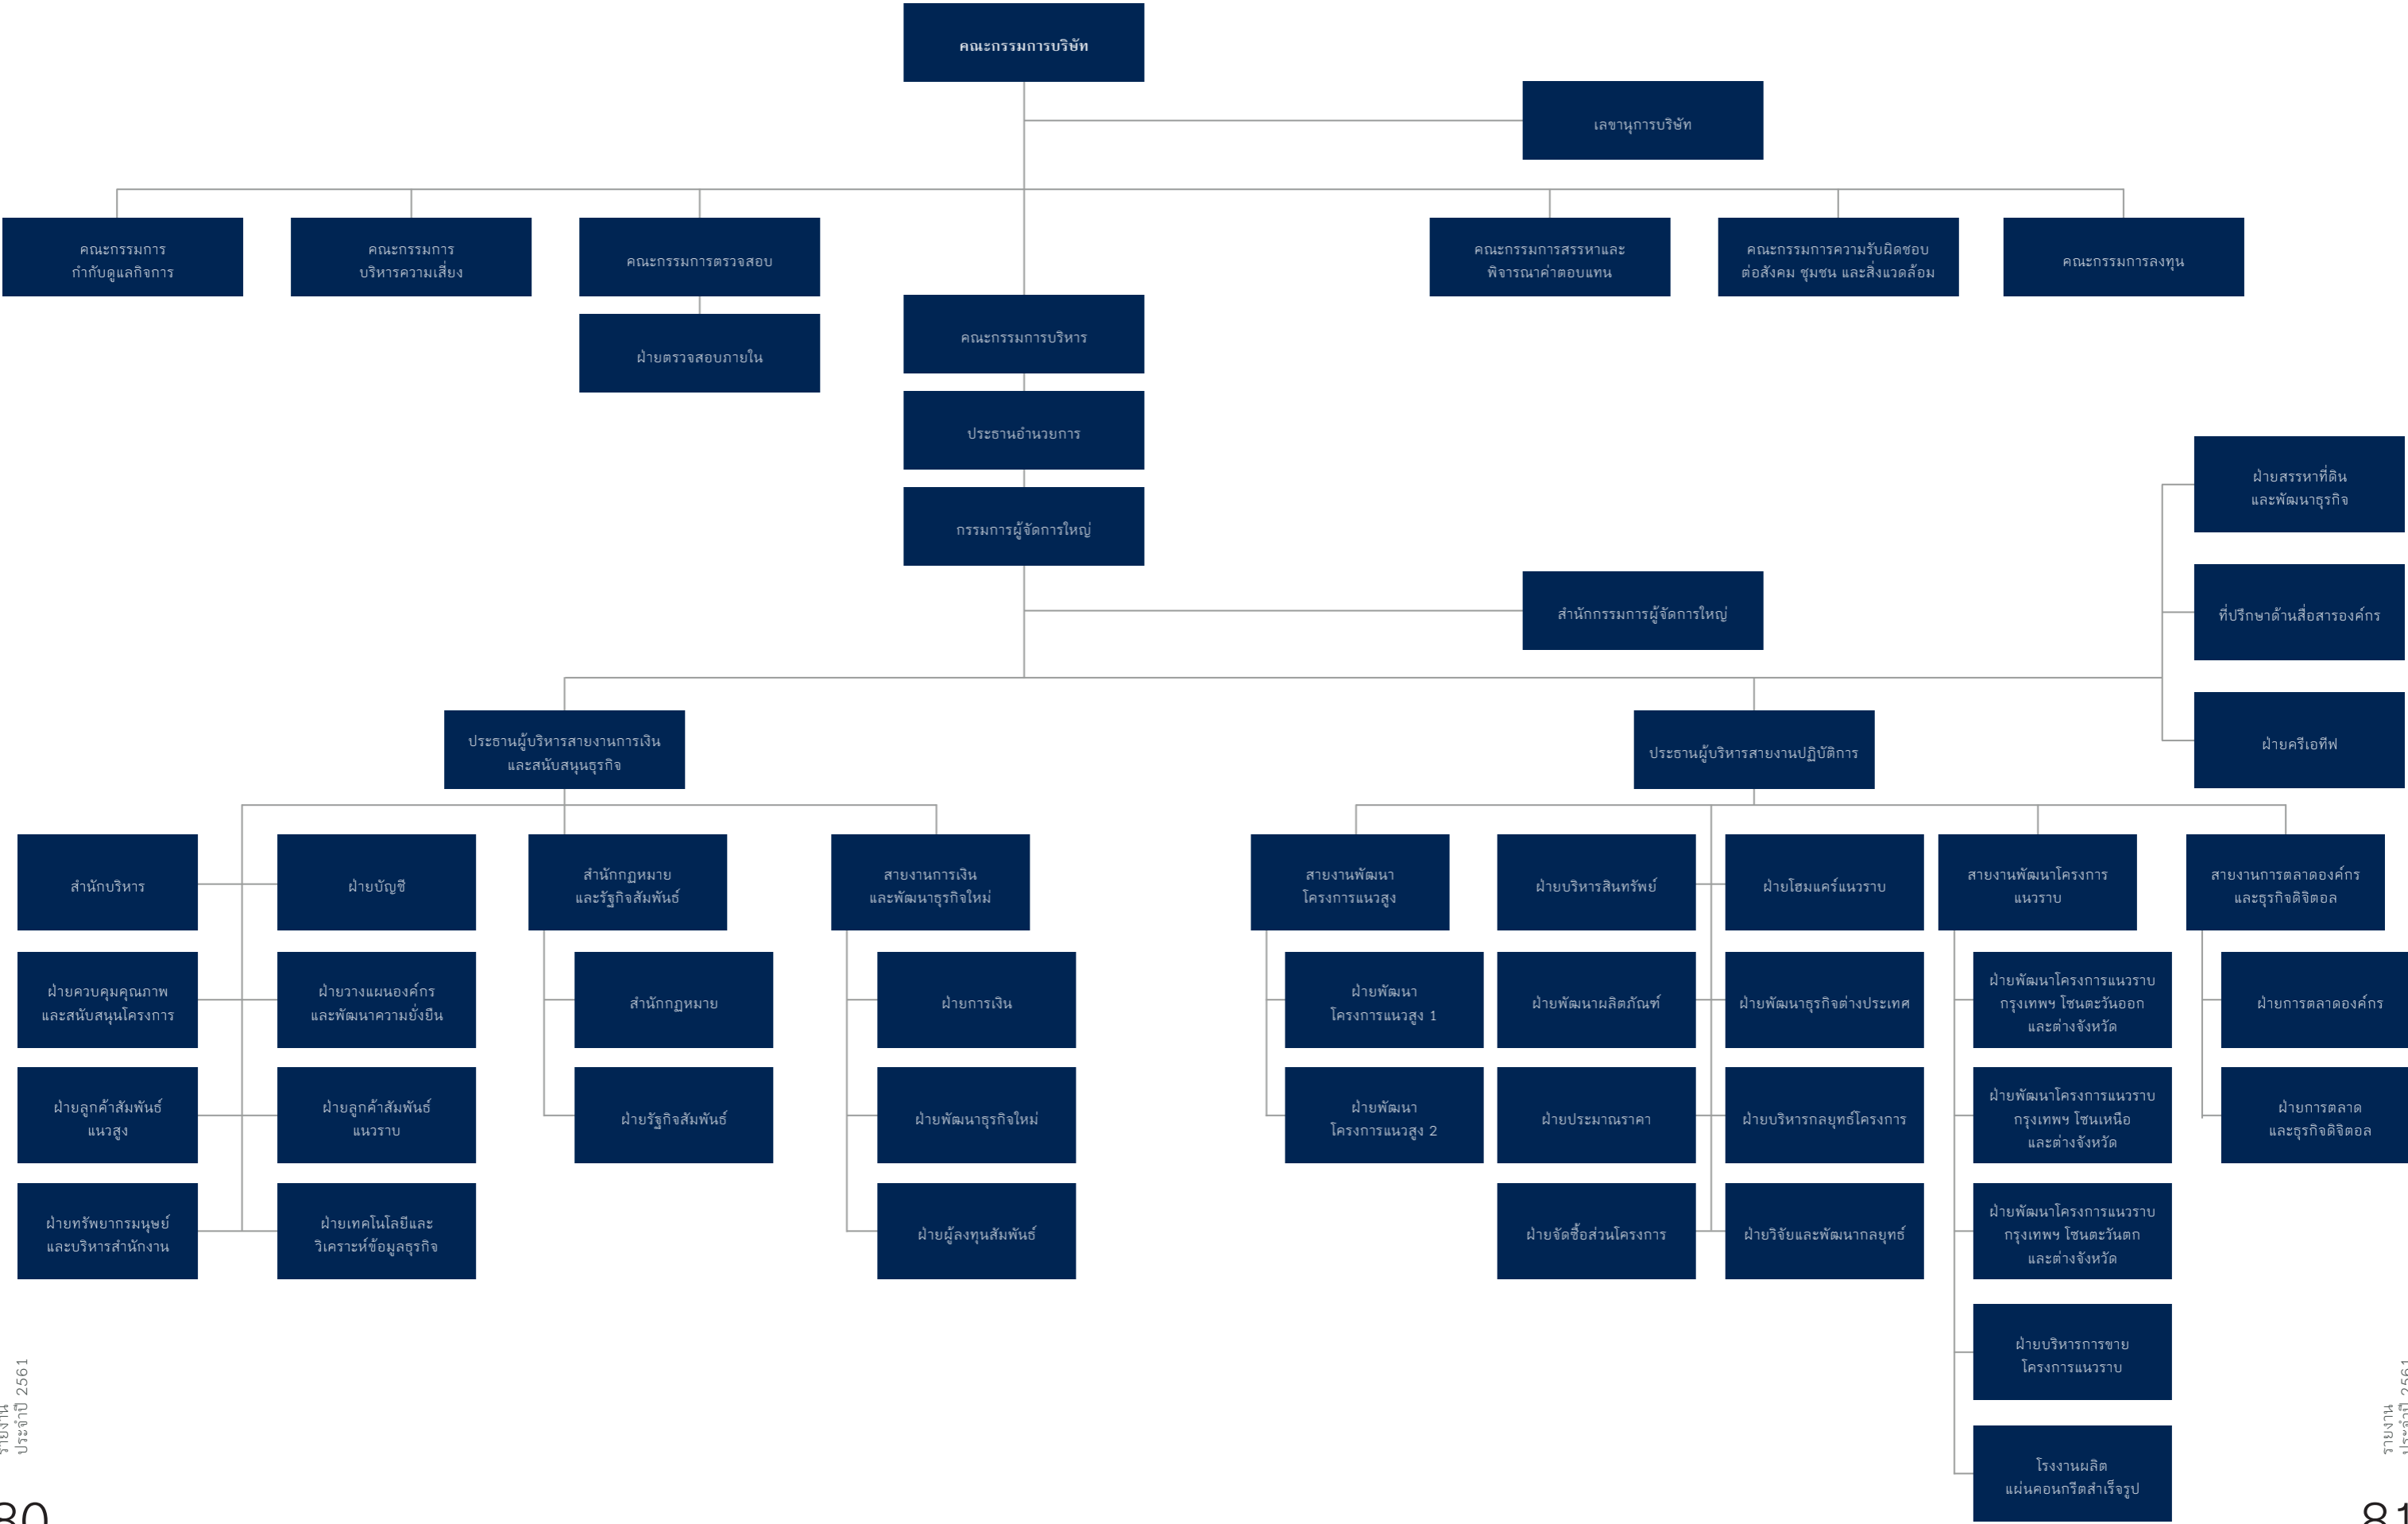 คณะกรรมการบริษัท
เลขานุการบริษัท
คณะกรรมการ
กำกับดูแลกิจการ
คณะกรรมการ
บริหารความเสี่ยง
คณะกรรมการตรวจสอบ
คณะกรรมการสรรหาและ
พิจารณาค่าตอบแทน
คณะกรรมการความรับผิดชอบ
ต่อสังคม ชุมชน และสิ่งแวดล้อม
คณะกรรมการลงทุน
ฝ่ายตรวจสอบภายใน
คณะกรรมการบริหาร
ประธานอำนวยการ
กรรมการผู้จัดการใหญ่
สำนักกรรมการผู้จัดการใหญ่
ฝ่ายสรรหาที่ดิน
และพัฒนาธุรกิจ
ที่ปรึกษาด้านสื่อสารองค์กร
ฝ่ายครีเอทีฟ
ประธานผู้บริหารสายงานการเงิน
และสนับสนุนธุรกิจ
ประธานผู้บริหารสายงานปฏิบัติการ
สำนักบริหาร
ฝ่ายบัญชี
สำนักกฏหมาย
และรัฐกิจสัมพันธ์
สายงานการเงิน
และพัฒนาธุรกิจใหม่
สายงานพัฒนา
โครงการแนวสูง
ฝ่ายบริหารสินทรัพย์
ฝ่ายโฮมแคร์แนวราบ
สายงานพัฒนาโครงการ
แนวราบ
สายงานการตลาดองค์กร
และธุรกิจดิจิตอล
ฝ่ายควบคุมคุณภาพ
และสนับสนุนโครงการ
ฝ่ายวางแผนองค์กร
และพัฒนาความยั่งยืน
สำนักกฏหมาย
ฝ่ายการเงิน
ฝ่ายพัฒนา
โครงการแนวสูง 1
ฝ่ายพัฒนาผลิตภัณฑ์
ฝ่ายพัฒนาธุรกิจต่างประเทศ
ฝ่ายพัฒนาโครงการแนวราบ
กรุงเทพฯ โซนตะวันออก
และต่างจังหวัด
ฝ่ายการตลาดองค์กร
ฝ่ายลูกค้าสัมพันธ์
แนวสูง
ฝ่ายลูกค้าสัมพันธ์
แนวราบ
ฝ่ายรัฐกิจสัมพันธ์
ฝ่ายพัฒนาธุรกิจใหม่
ฝ่ายพัฒนา
โครงการแนวสูง 2
ฝ่ายประมาณราคา
ฝ่ายบริหารกลยุทธ์โครงการ
ฝ่ายพัฒนาโครงการแนวราบ
กรุงเทพฯ โซนเหนือ
และต่างจังหวัด
ฝ่ายการตลาด
และธุรกิจดิจิตอล
ฝ่ายทรัพยากรมนุษย์
และบริหารสำนักงาน
ฝ่ายเทคโนโลยีและ
วิเคราะห์ข้อมูลธุรกิจ
ฝ่ายผู้ลงทุนสัมพันธ์
ฝ่ายจัดซื้อส่วนโครงการ
ฝ่ายวิจัยและพัฒนากลยุทธ์
ฝ่ายพัฒนาโครงการแนวราบ
กรุงเทพฯ โซนตะวันตก
และต่างจังหวัด
ฝ่ายบริหารการขาย
โครงการแนวราบ
โรงงานผลิต
แผ่นคอนกรีตสำเร็จรูป
รายงาน
ประจำปี 2561
80
รายงาน
ประจำปี 2561
81